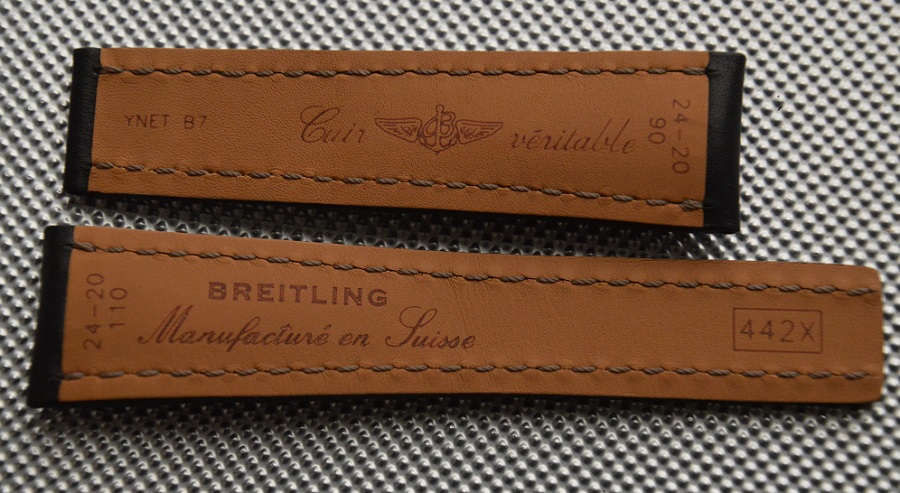 YNET B7
Cuir B véritable
24-20
90
24-20
110
BREITLING
Manufacturé en Suisse
442X